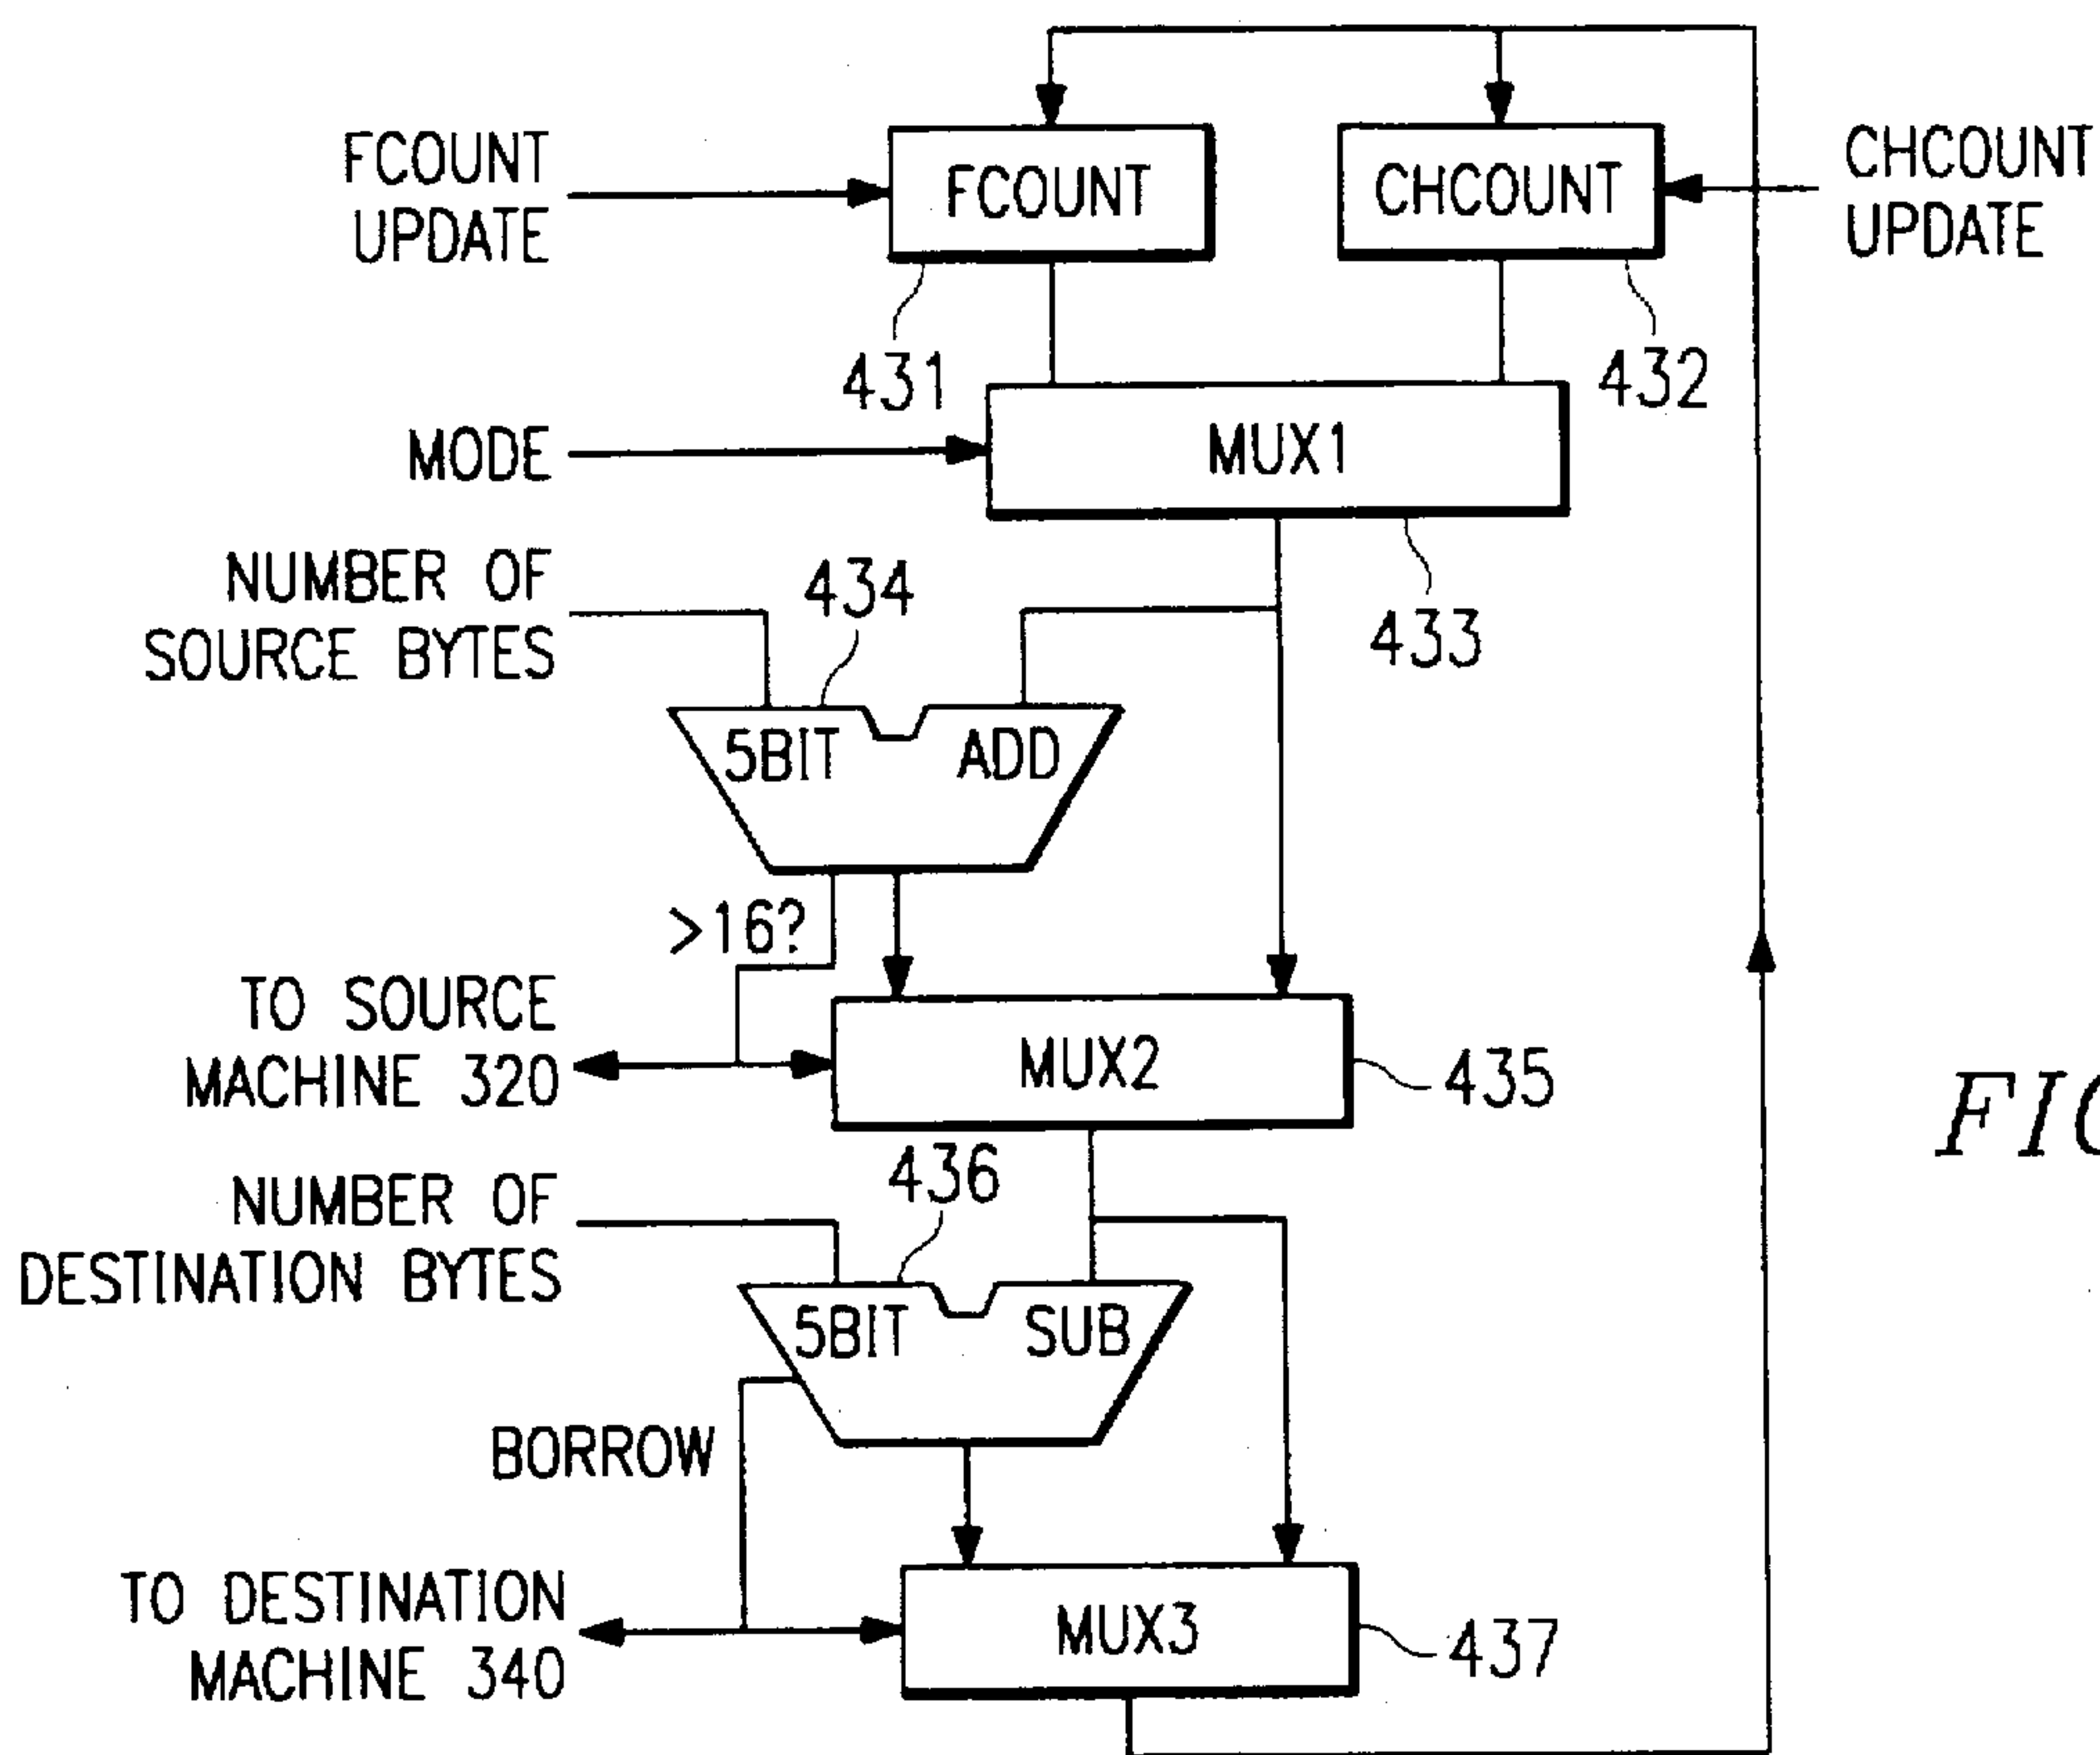 FCOUNT
UPDATE
FCOUNT
CHCOUNT
CHCOUNT
UPDATE
431
432
MODE
MUX1
433
NUMBER OF
SOURCE BYTES
434
5BIT ADD
>16?
TO SOURCE
MACHINE 320
MUX2
435
NUMBER OF
DESTINATION BYTES
436
5BIT SUB
BORROW
TO DESTINATION
MACHINE 340
MUX3
437